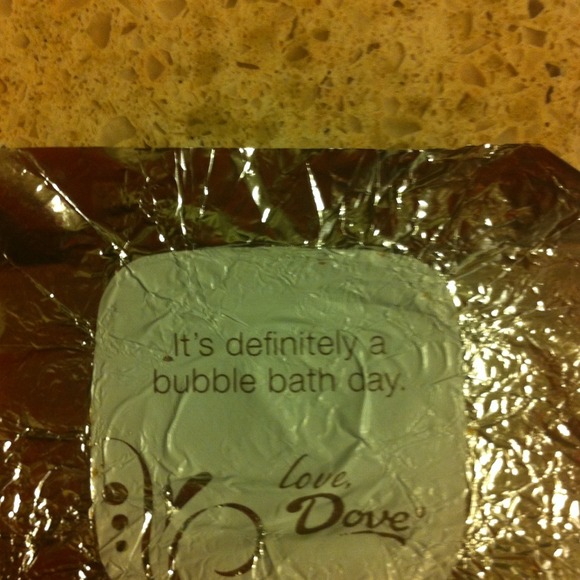 It's definitely a
bubble bath day.
Love,
Dove®